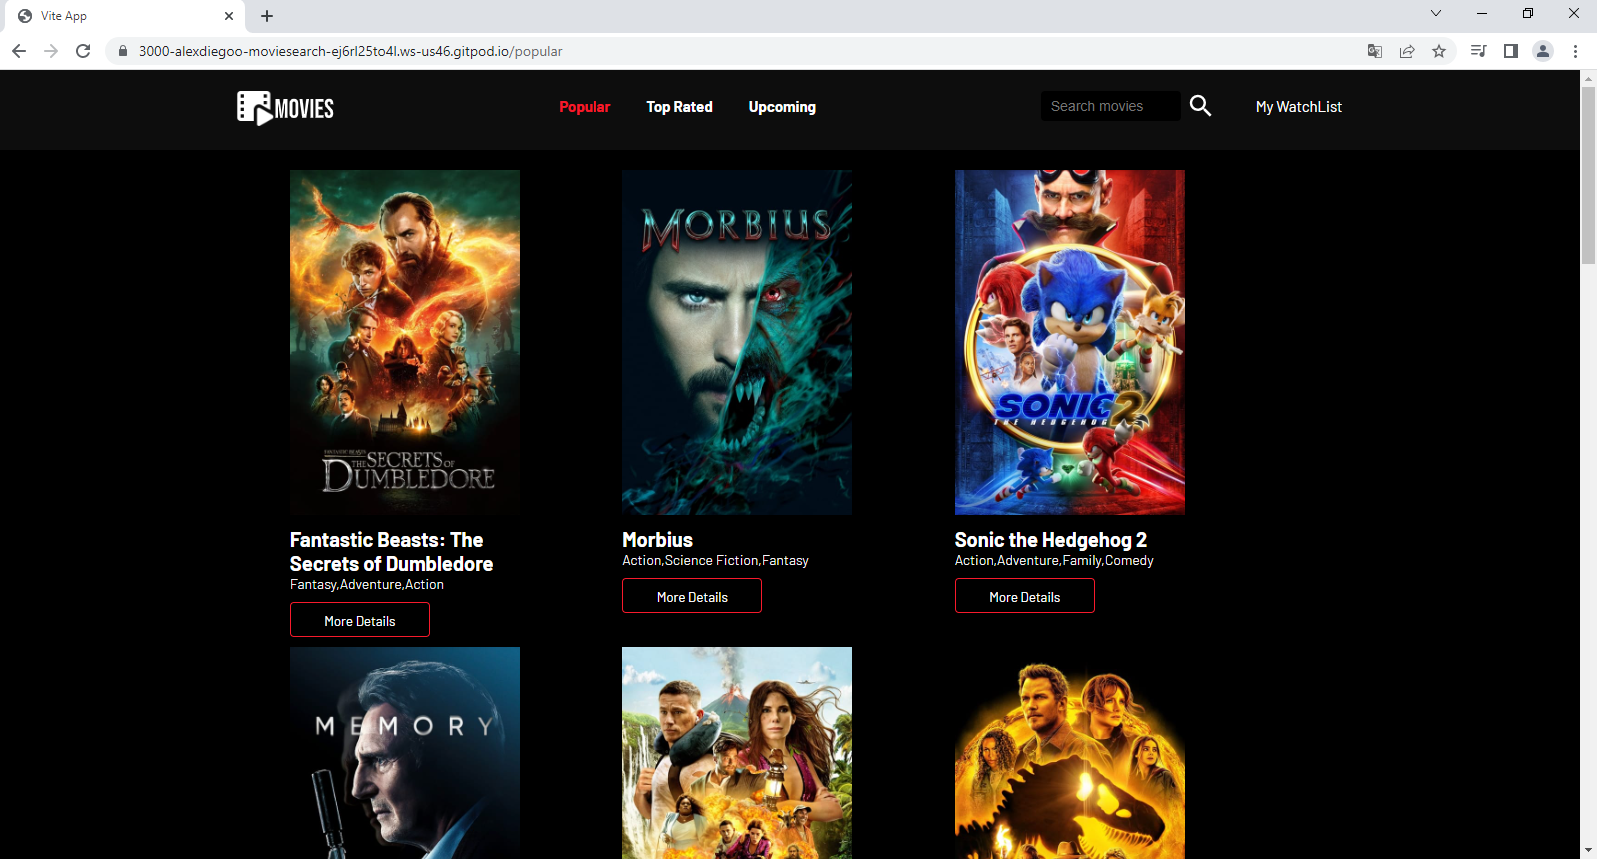 Vite App
3000-alexdiegoo-moviesearch-ej6rl25to4l.ws-us46.gitpod.io/popular
MOVIES
Popular
Top Rated
Upcoming
Search movies
My WatchList
FANTASTIC BEASTS
THE SECRETS OF
DUMBLEDORE
MORBIUS
SONIC 2
THE HEDGEHOG
Fantastic Beasts: The
Secrets of Dumbledore
Fantasy,Adventure,Action
More Details
Morbius
Action,Science Fiction,Fantasy
More Details
Sonic the Hedgehog 2
Action,Adventure,Family,Comedy
More Details
MEMORY